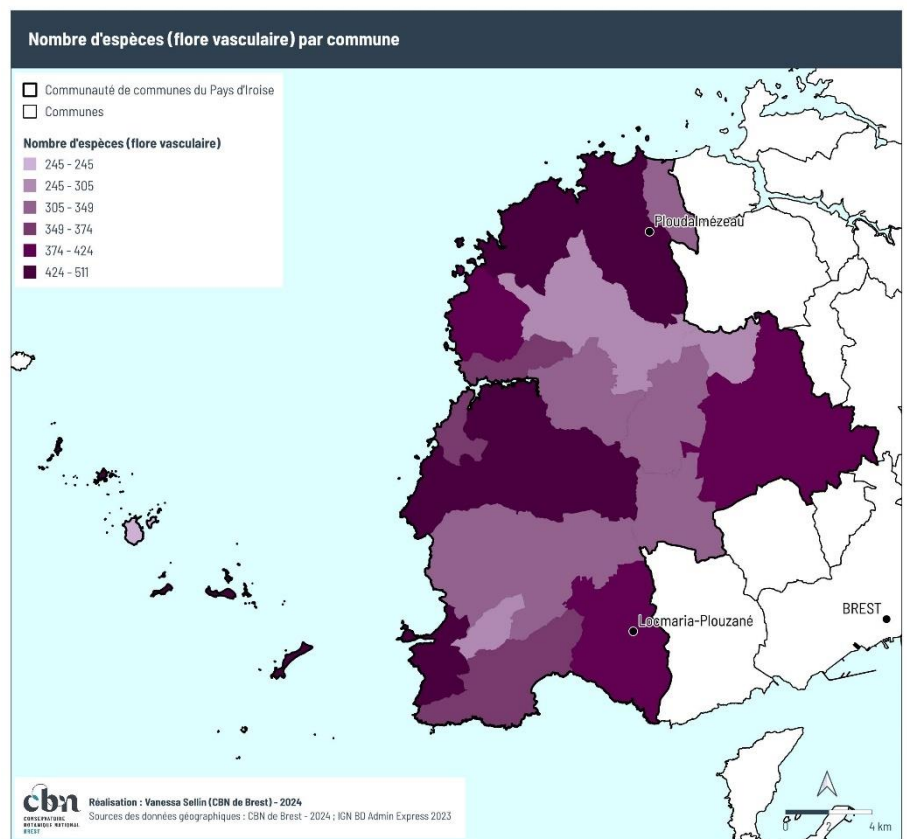 Nombre d'espèces (flore vasculaire) par commune
Communauté de communes du Pays d'Iroise
Communes
Nombre d'espèces (flore vasculaire)
245 - 245
245 - 305
305 - 349
349 - 374
374 - 424
424 - 511
Ploudalmézeau
BREST
Locmaria-Plouzané
cbn
CONSERVATOIRE
BOTANIQUE NATIONAL
BREST
Réalisation : Vanessa Sellin (CBN de Brest) - 2024
Sources des données géographiques : CBN de Brest - 2024 ; IGN BD Admin Express 2023
0 2 4 km